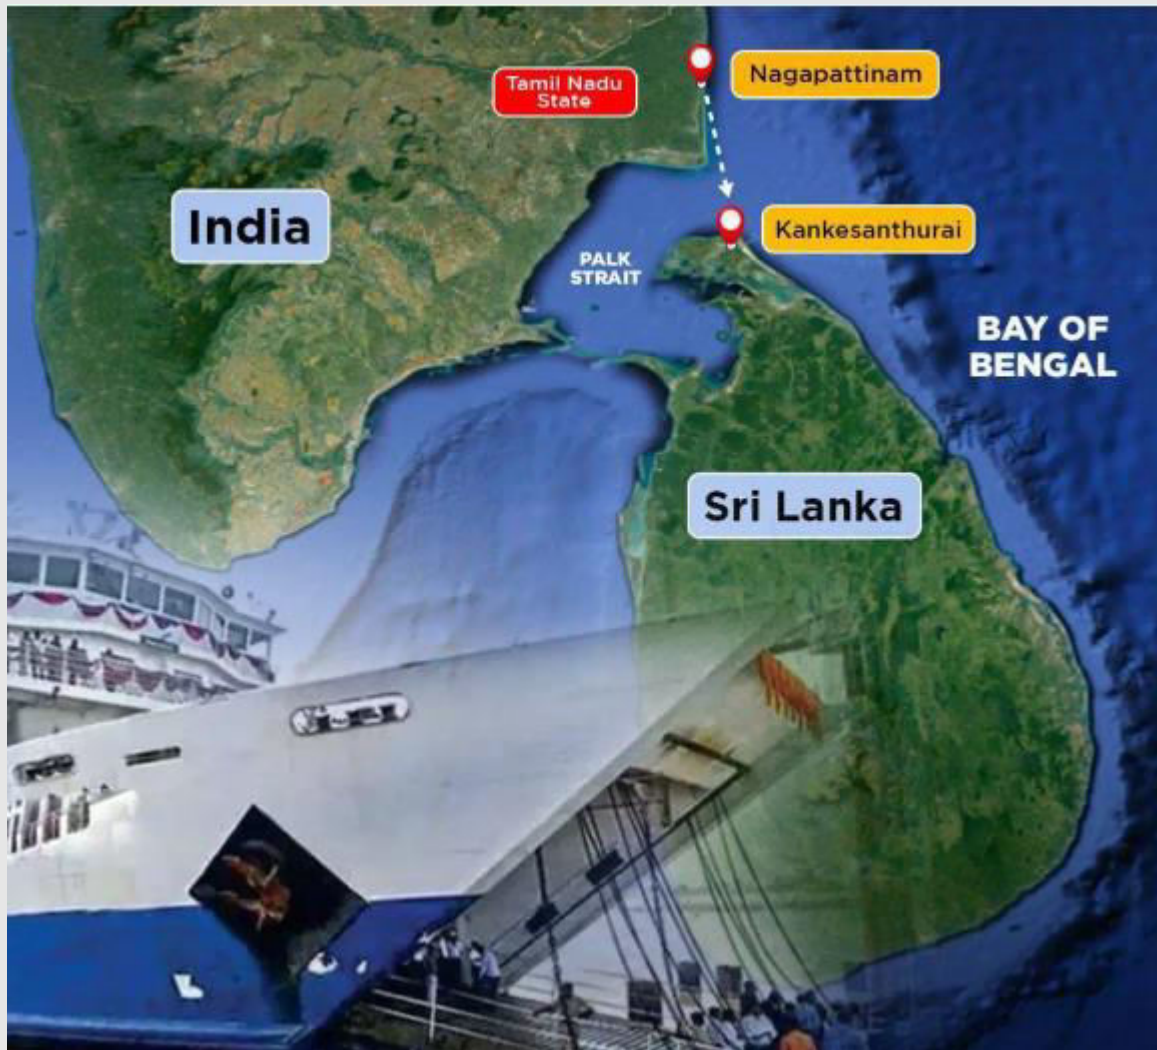 Nagapattinam
Tamil Nadu
State
India
Kankesanthurai
PALK
STRAIT
BAY OF
BENGAL
Sri Lanka